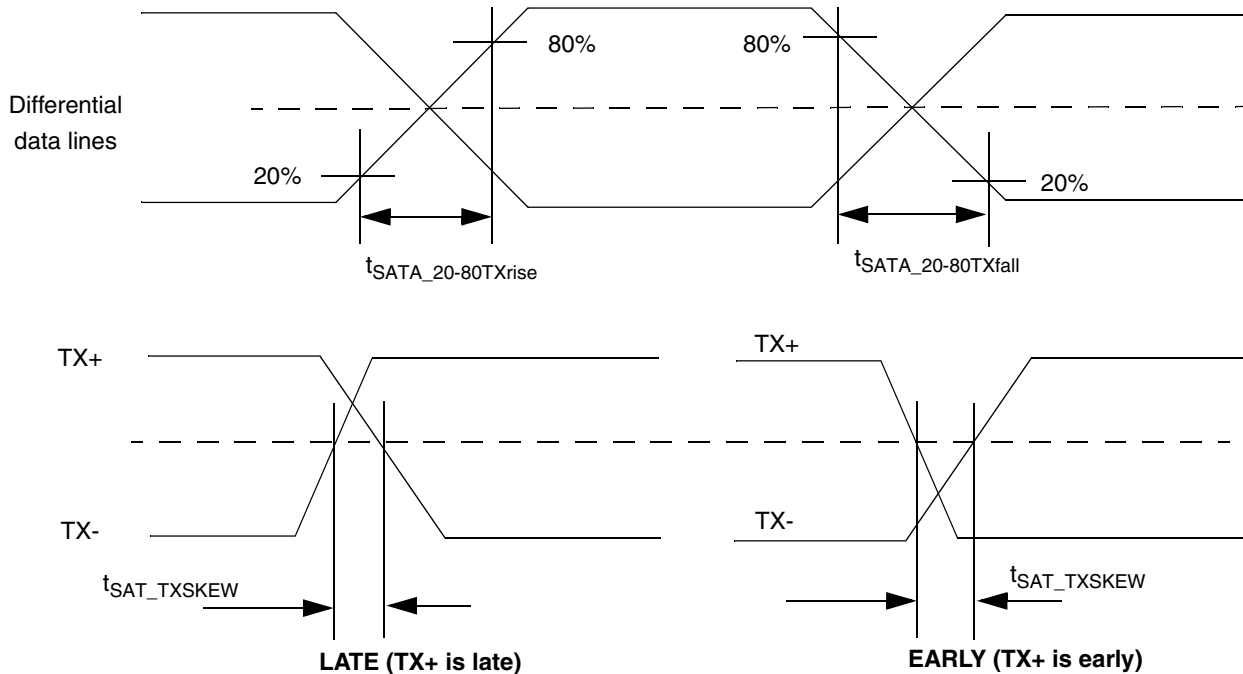 80%
80%
Differential
data lines
20%
20%
tSATA_20-80TXrise
tSATA_20-80TXfall
TX+
TX+
TX-
TX-
tSAT_TXSKEW
tSAT_TXSKEW
LATE (TX+ is late)
EARLY (TX+ is early)